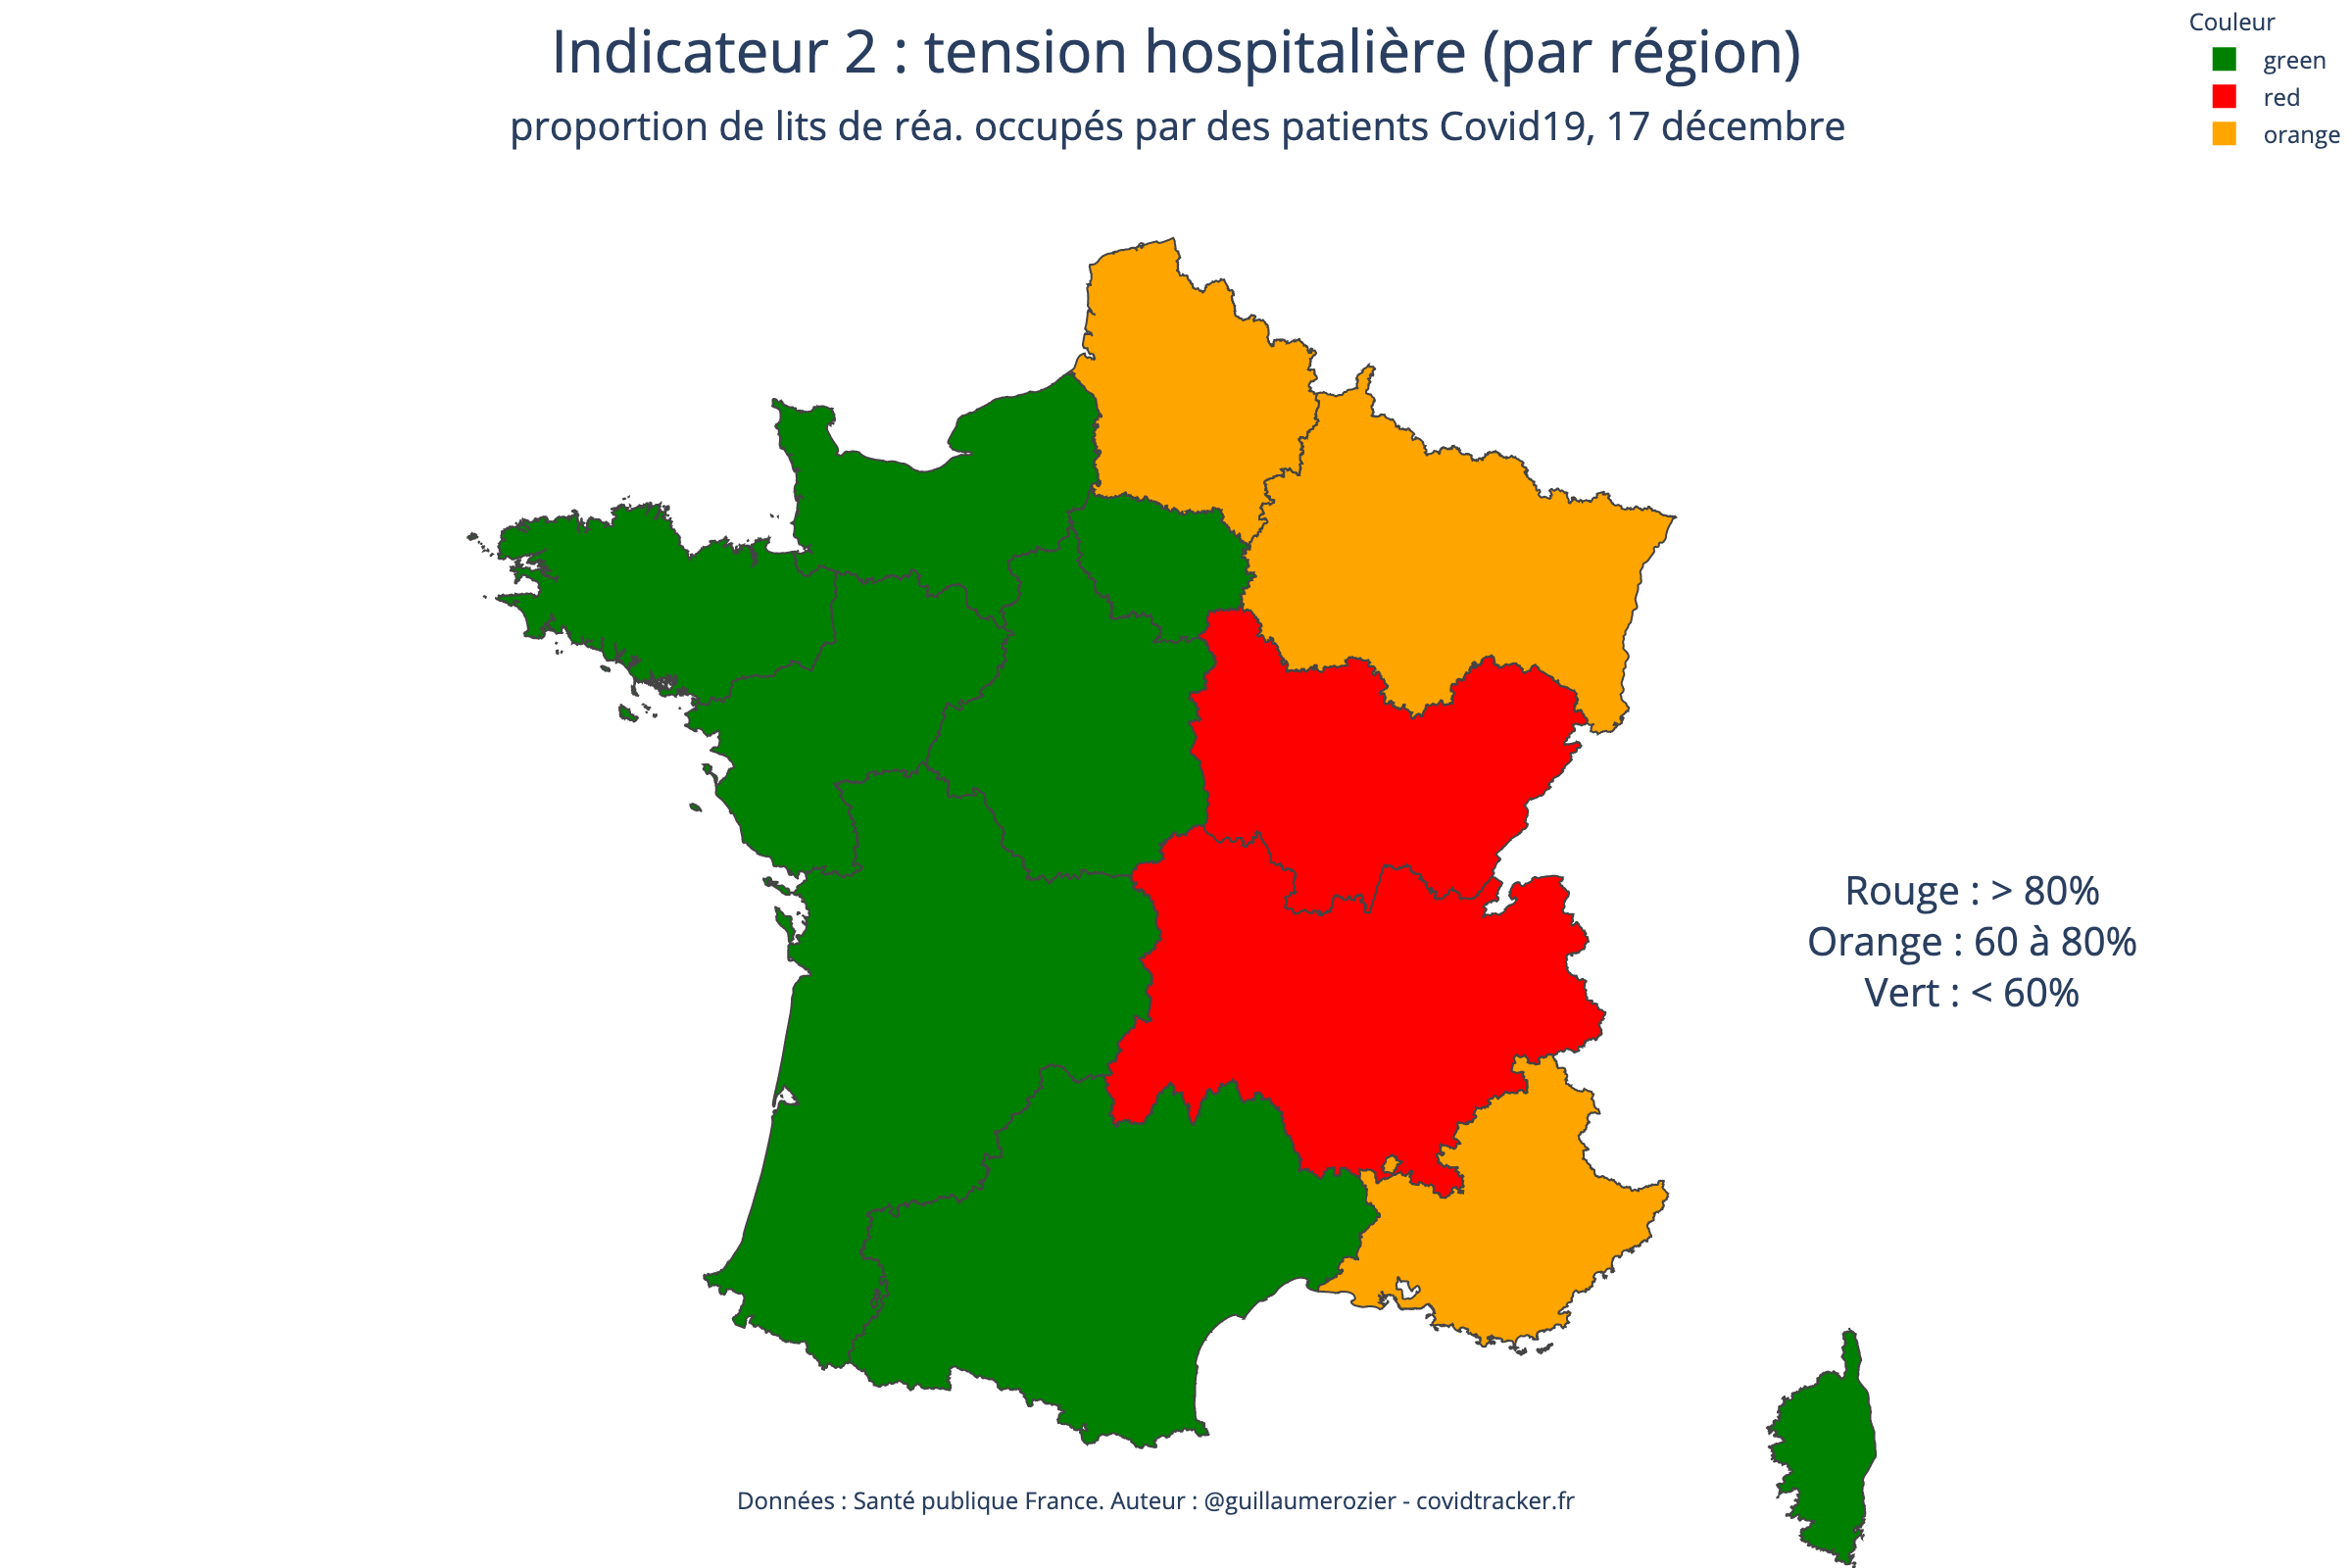 Indicateur 2 : tension hospitalière (par région)
proportion de lits de réa. occupés par des patients Covid19, 17 décembre
Couleur
green
red
orange
Rouge : > 80%
Orange : 60 à 80%
Vert : < 60%
Données : Santé publique France. Auteur : @guillaumerozier - covidtracker.fr